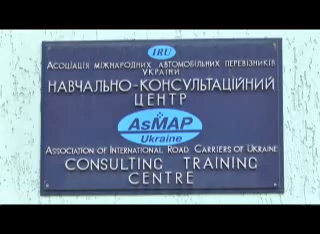 IRU
АСОЦІАЦІЯ МІЖНАРОДНИХ АВТОМОБІЛЬНИХ ПЕРЕВІЗНИКІВ
УКРАЇНИ
НАВЧАЛЬНО-КОНСУЛЬТАЦІЙНИЙ
ЦЕНТР
AsMAP
Ukraine
ASSOCIATION OF INTERNATIONAL ROAD CARRIERS OF UKRAINE
CONSULTING TRAINING
CENTRE